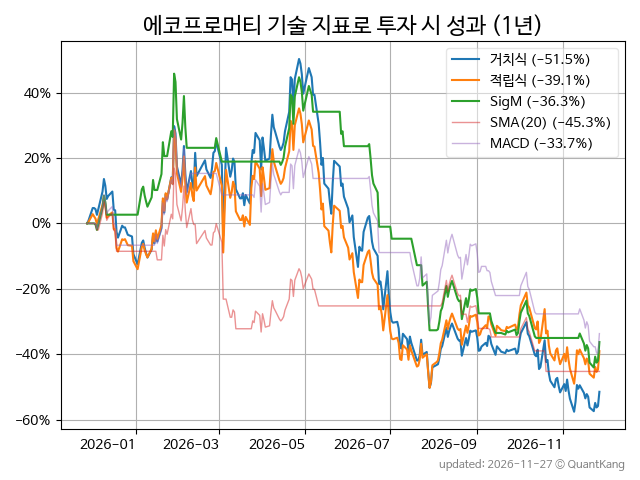 에코프로머티 기술 지표로 투자 시 성과 (1년)
거치식 (−51.5%)
적립식 (−39.1%)
SigM (−36.3%)
SMA(20) (−45.3%)
MACD (−33.7%)
40%
20%
0%
−20%
−40%
−60%
2026-01 2026-03 2026-05 2026-07 2026-09 2026-11
updated: 2026-11-27 © QuantKang